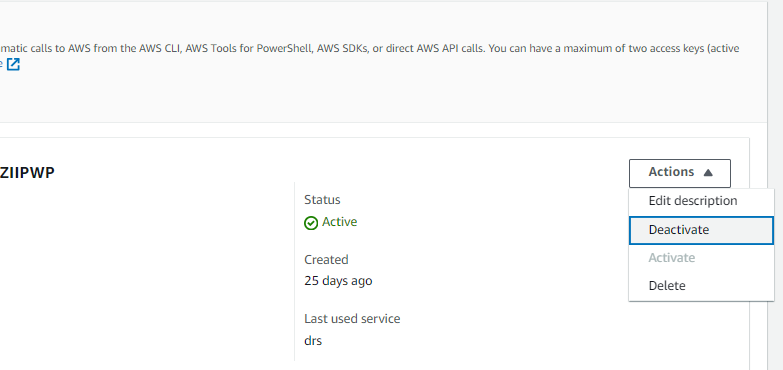 matic calls to AWS from the AWS CLI, AWS Tools for PowerShell, AWS SDKs, or direct AWS API calls. You can have a maximum of two access keys (active
e
ZIIPWP
Actions
Status
Active
Edit description
Deactivate
Activate
Created
25 days ago
Delete
Last used service
drs